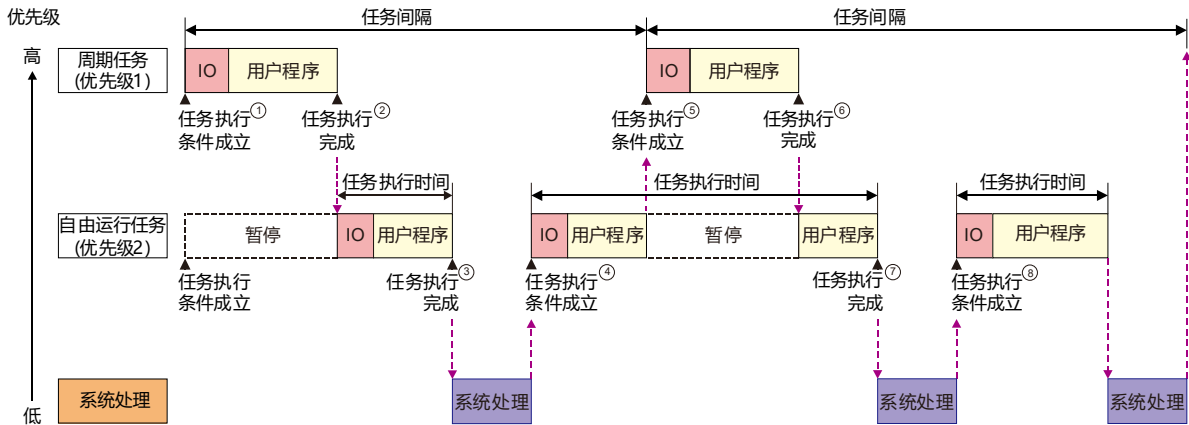 优先级
任务间隔
任务间隔
高
周期任务
(优先级1)
IO
用户程序
IO
用户程序
任务执行①
条件成立
任务执行②
完成
任务执行⑤
条件成立
任务执行⑥
完成
任务执行时间
任务执行时间
任务执行时间
自由运行任务
(优先级2)
暂停
IO
用户程序
IO
用户程序
暂停
用户程序
IO
用户程序
任务执行
条件成立
任务执行③
完成
任务执行④
条件成立
任务执行⑦
完成
任务执行⑧
条件成立
系统处理
系统处理
系统处理
系统处理
低